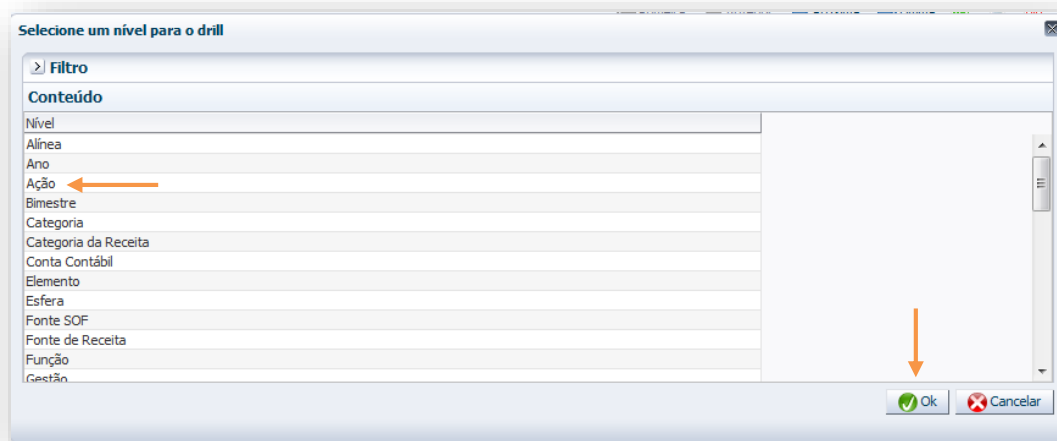 Selecione um nível para o drill
Filtro
Conteúdo
Nível
Alínea
Ano
Ação
Bimestre
Categoria
Categoria da Receita
Conta Contábil
Elemento
Esfera
Fonte SOF
Fonte de Receita
Função
Gestão
Ok Cancelar